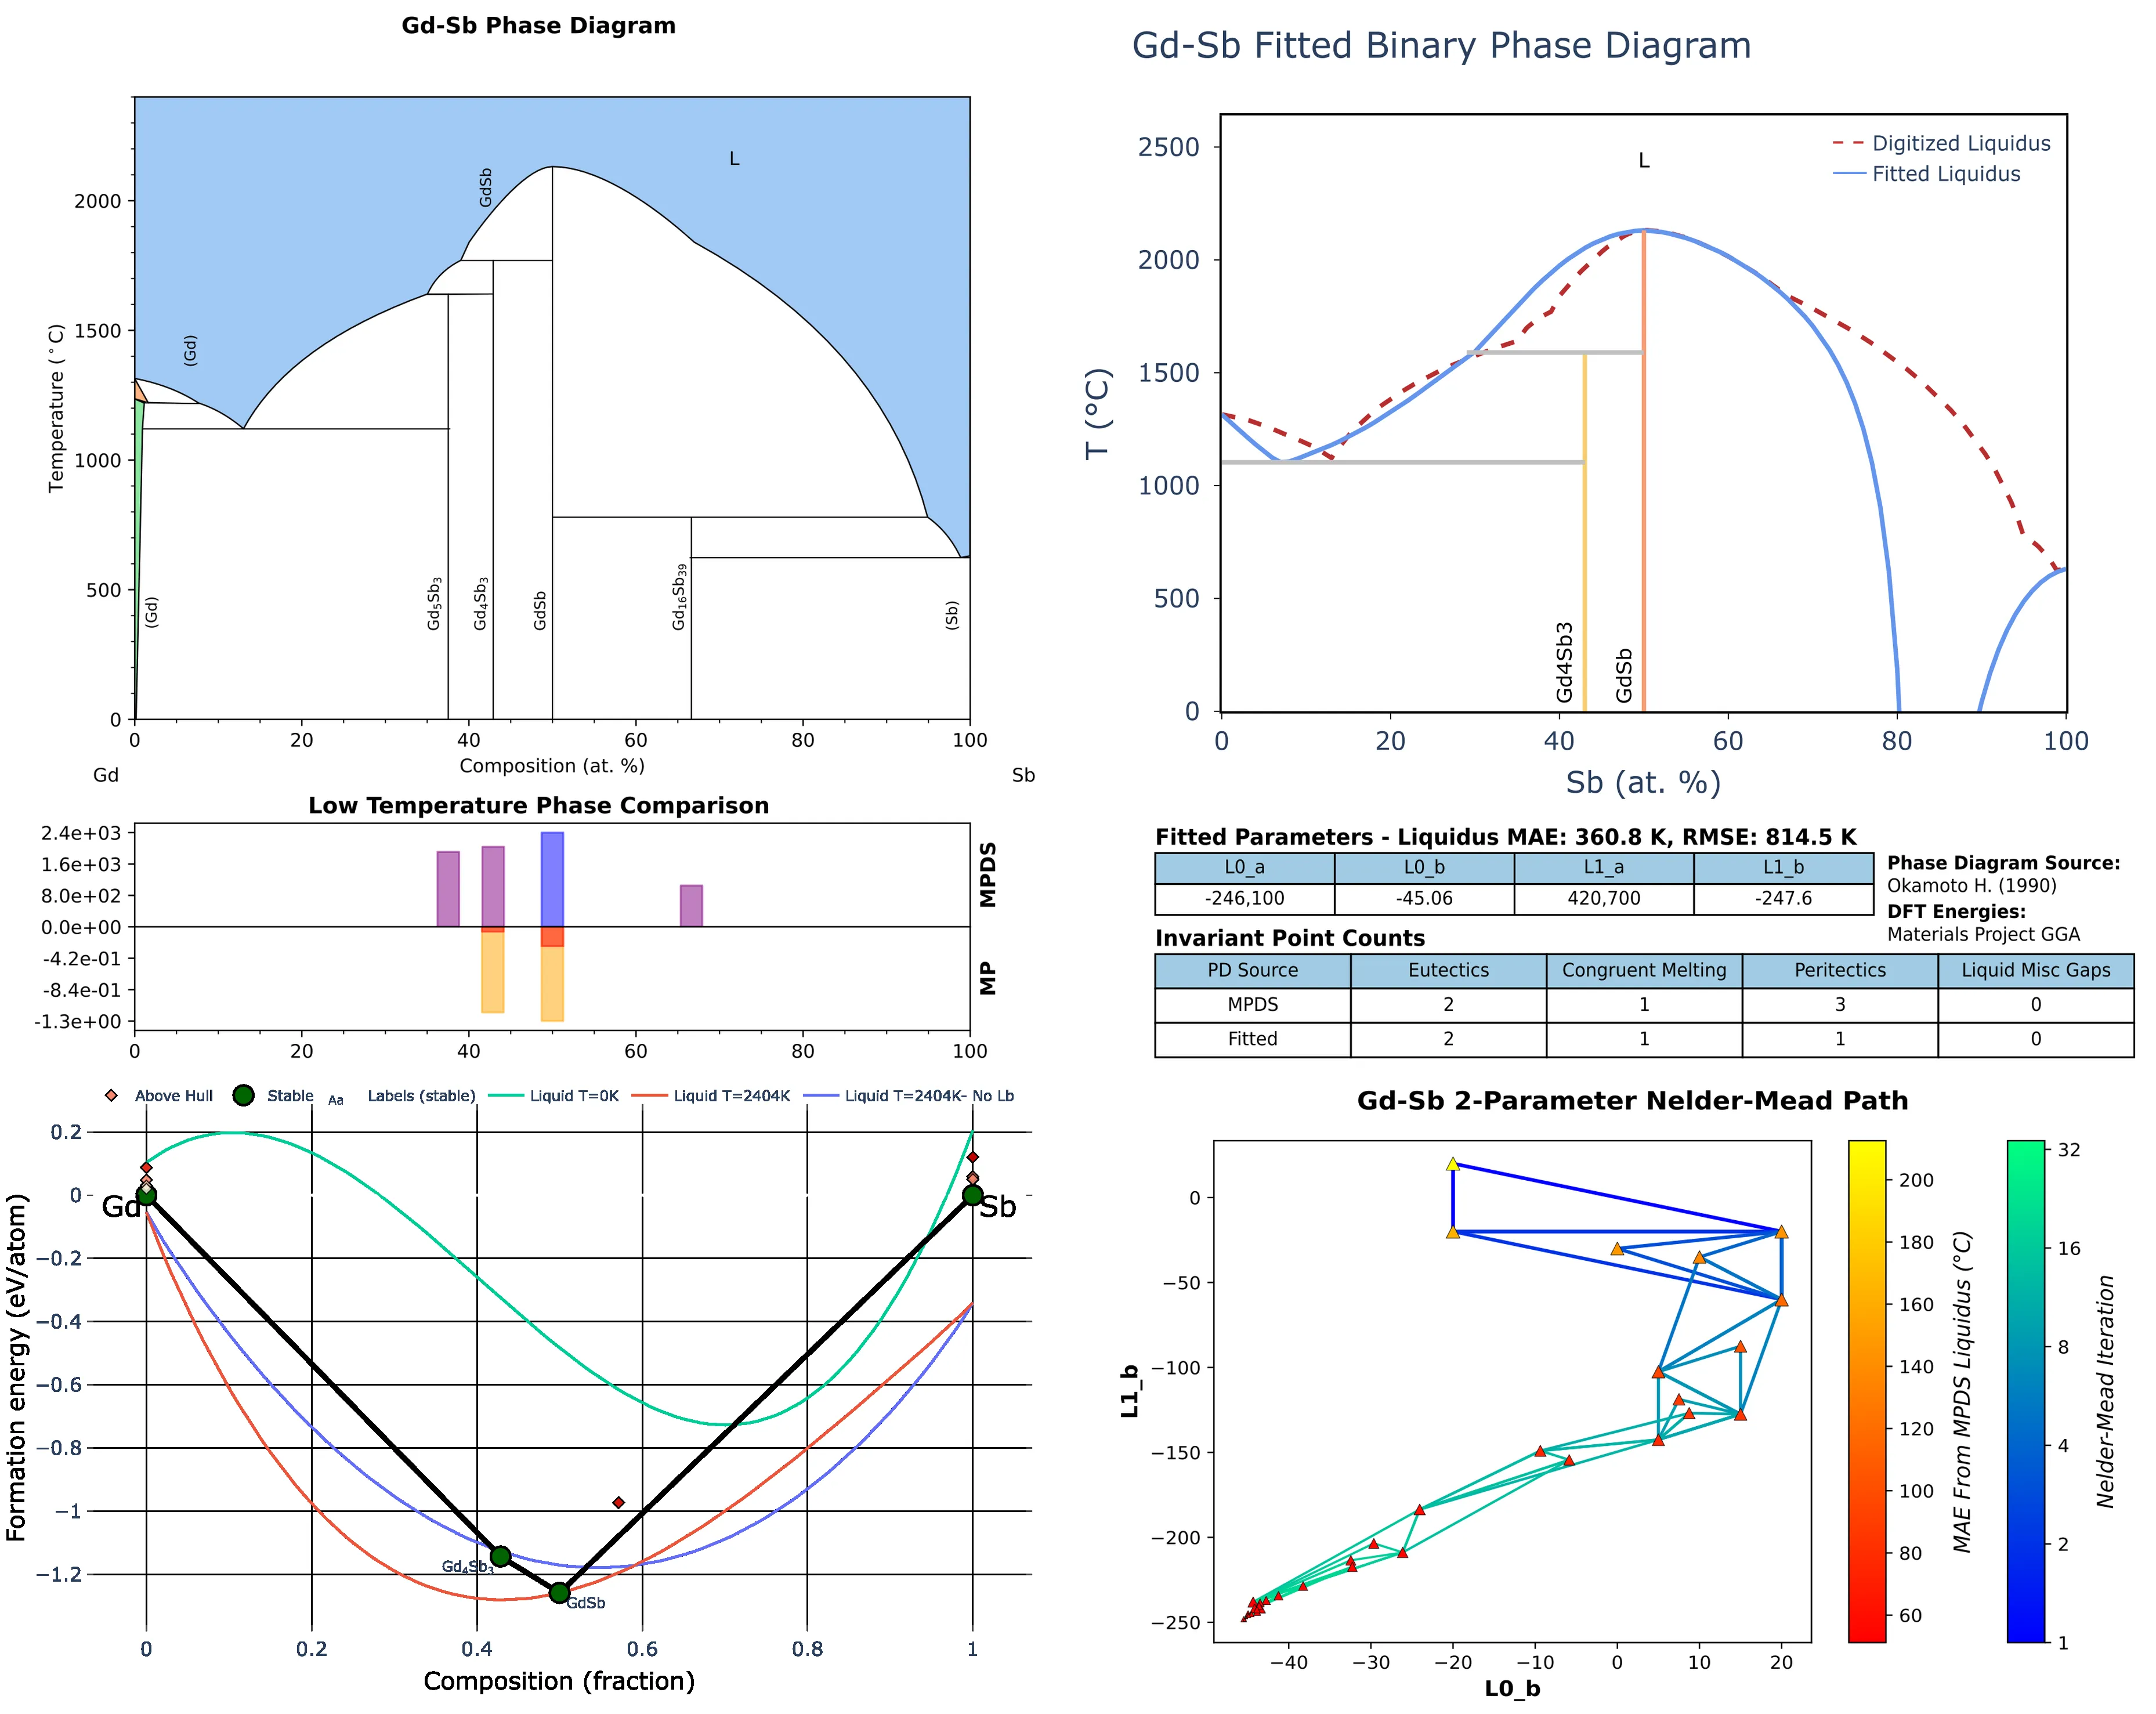 Gd-Sb Phase Diagram
Temperature (°C)
2000
1500
1000
500
0
L
GdSb
(Gd)
(Gd)
Gd5Sb3
Gd4Sb3
GdSb
Gd16Sb39
(Sb)
0 20 40 60 80 100
Composition (at. %)
Gd Sb
Gd-Sb Fitted Binary Phase Diagram
T (°C)
2500
2000
1500
1000
500
0
L
Digitized Liquidus
Fitted Liquidus
Gd4Sb3
GdSb
0 20 40 60 80 100
Sb (at. %)
Low Temperature Phase Comparison
2.4e+03
1.6e+03
8.0e+02
0.0e+00
-4.2e-01
-8.4e-01
-1.3e+00
MPDS
MP
0 20 40 60 80 100
Fitted Parameters - Liquidus MAE: 360.8 K, RMSE: 814.5 K
L0_a L0_b L1_a L1_b
-246,100 -45.06 420,700 -247.6
Phase Diagram Source:
Okamoto H. (1990)
DFT Energies:
Materials Project GGA
Invariant Point Counts
PD Source Eutectics Congruent Melting Peritectics Liquid Misc Gaps
MPDS 2 1 3 0
Fitted 2 1 1 0
Above Hull Stable Aa Labels (stable) Liquid T=0K Liquid T=2404K Liquid T=2404K- No Lb
Formation energy (eV/atom)
0.2
0
−0.2
−0.4
−0.6
−0.8
−1
−1.2
Gd
Sb
Gd4Sb3
GdSb
0 0.2 0.4 0.6 0.8 1
Composition (fraction)
Gd-Sb 2-Parameter Nelder-Mead Path
L1_b
0
−50
−100
−150
−200
−250
−40 −30 −20 −10 0 10 20
L0_b
200
180
160
140
120
100
80
60
MAE From MPDS Liquidus (°C)
32
16
8
4
2
1
Nelder-Mead Iteration